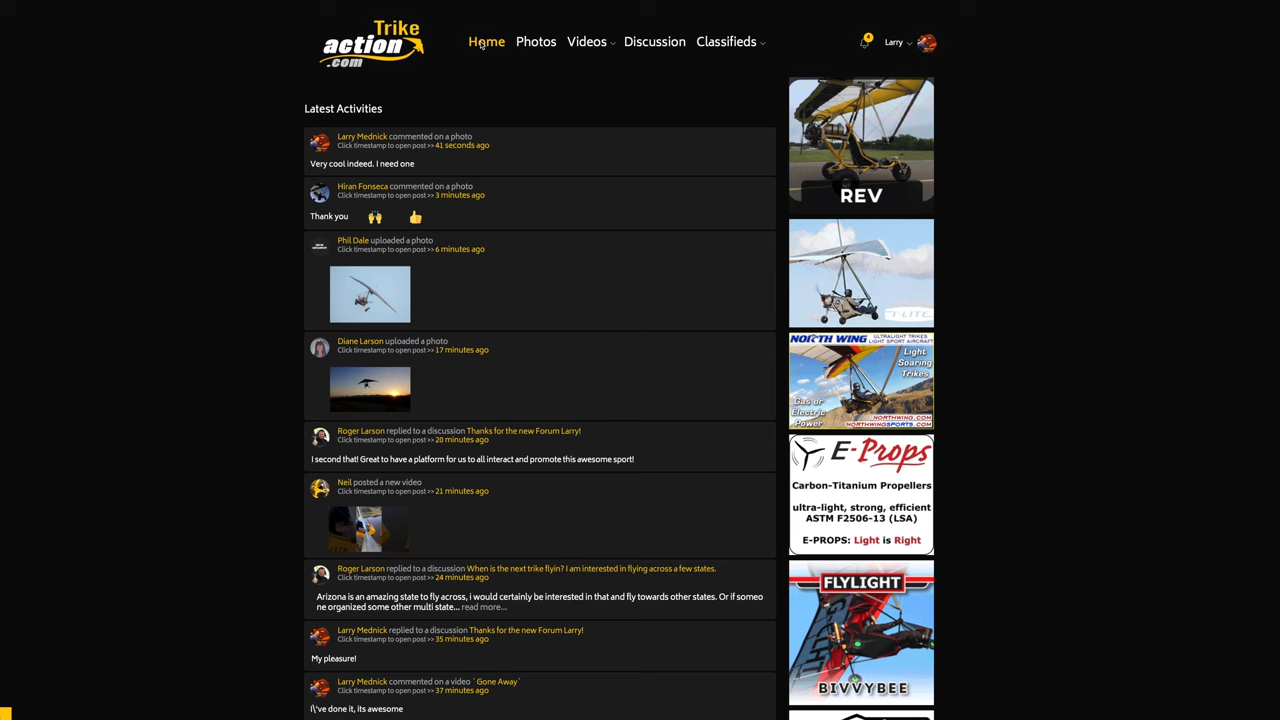 Trike
action
.com
Home Photos Videos Discussion Classifieds
4
Larry
Latest Activities
Larry Mednick commented on a photo
Click timestamp to open post >> 41 seconds ago
Very cool indeed. I need one
Hiran Fonseca commented on a photo
Click timestamp to open post >> 3 minutes ago
Thank you 🙌 👍
Phil Dale uploaded a photo
Click timestamp to open post >> 6 minutes ago
Diane Larson uploaded a photo
Click timestamp to open post >> 17 minutes ago
Roger Larson replied to a discussion Thanks for the new Forum Larry!
Click timestamp to open post >> 20 minutes ago
I second that! Great to have a platform for us to all interact and promote this awesome sport!
Neil posted a new video
Click timestamp to open post >> 21 minutes ago
Roger Larson replied to a discussion When is the next trike flyin? I am interested in flying across a few states.
Click timestamp to open post >> 24 minutes ago
Arizona is an amazing state to fly across, i would certainly be interested in that and fly towards other states. Or if someo
ne organized some other multi state... read more...
Larry Mednick replied to a discussion Thanks for the new Forum Larry!
Click timestamp to open post >> 35 minutes ago
My pleasure!
Larry Mednick commented on a video `Gone Away`
Click timestamp to open post >> 37 minutes ago
I\'ve done it, its awesome
REV
T-LITE
NORTH WING ULTRALIGHT TRIKES
LIGHT SPORT AIRCRAFT
Light
Soaring
Trikes
Gas or
Electric
Power
NORTHWING.COM
NORTHWINGSPORTS.COM
E-Props
Carbon-Titanium Propellers
ultra-light, strong, efficient
ASTM F2506-13 (LSA)
E-PROPS: Light is Right
FLYLIGHT
BIVVYBEE